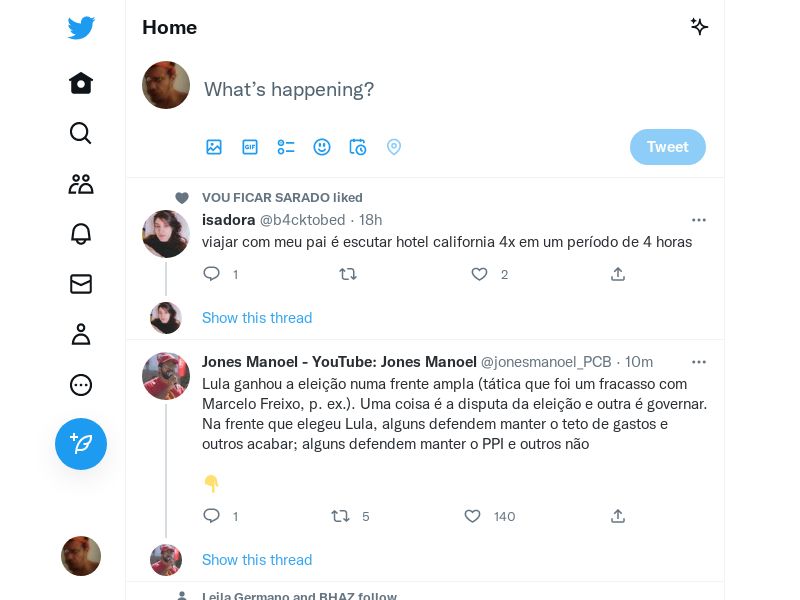 Home
What's happening?
GIF
Tweet
VOU FICAR SARADO liked
isadora @b4cktobed · 18h
viajar com meu pai é escutar hotel california 4x em um período de 4 horas
1 2
Show this thread
Jones Manoel - YouTube: Jones Manoel @jonesmanoel_PCB · 10m
Lula ganhou a eleição numa frente ampla (tática que foi um fracasso com
Marcelo Freixo, p. ex.). Uma coisa é a disputa da eleição e outra é governar.
Na frente que elegeu Lula, alguns defendem manter o teto de gastos e
outros acabar; alguns defendem manter o PPI e outros não
👇
1 5 140
Show this thread
Leila Germano and BHAZ follow